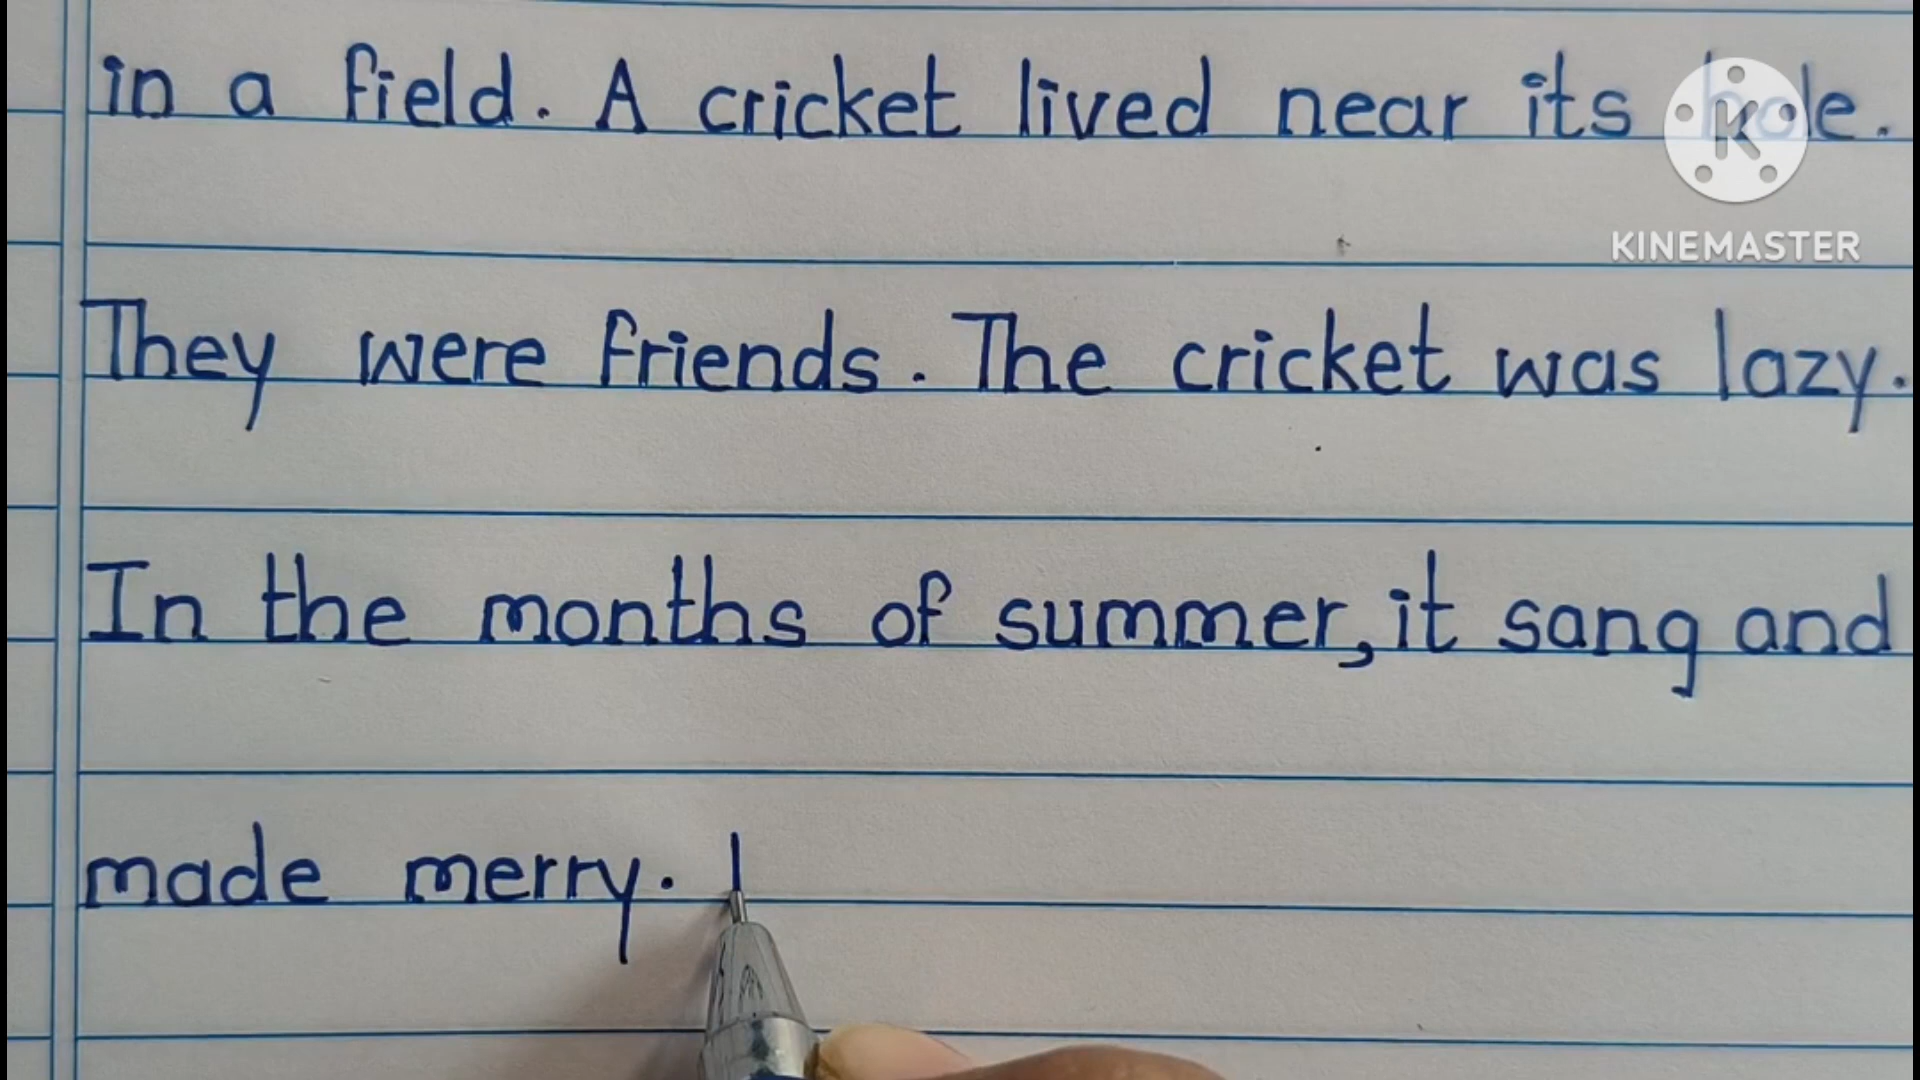 in a field. A cricket lived near its hole.
KINEMASTER
They were friends. The cricket was lazy.
In the months of summer, it sang and
made merry.